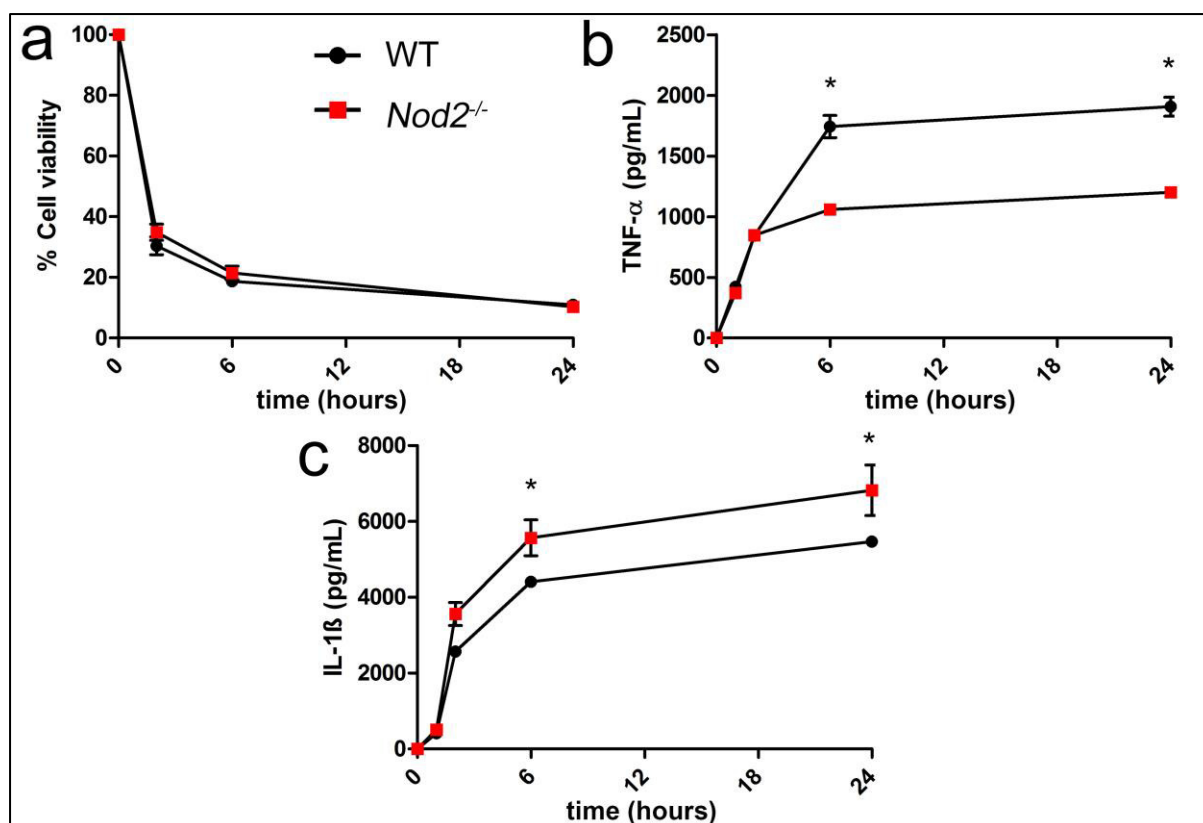 a
% Cell viability
100
80
60
40
20
0
0 6 12 18 24
time (hours)
WT
Nod2-/-
b
TNF-α (pg/mL)
2500
2000
1500
1000
500
0
* *
0 6 12 18 24
time (hours)
c
IL-1ß (pg/mL)
8000
6000
4000
2000
0
* *
0 6 12 18 24
time (hours)